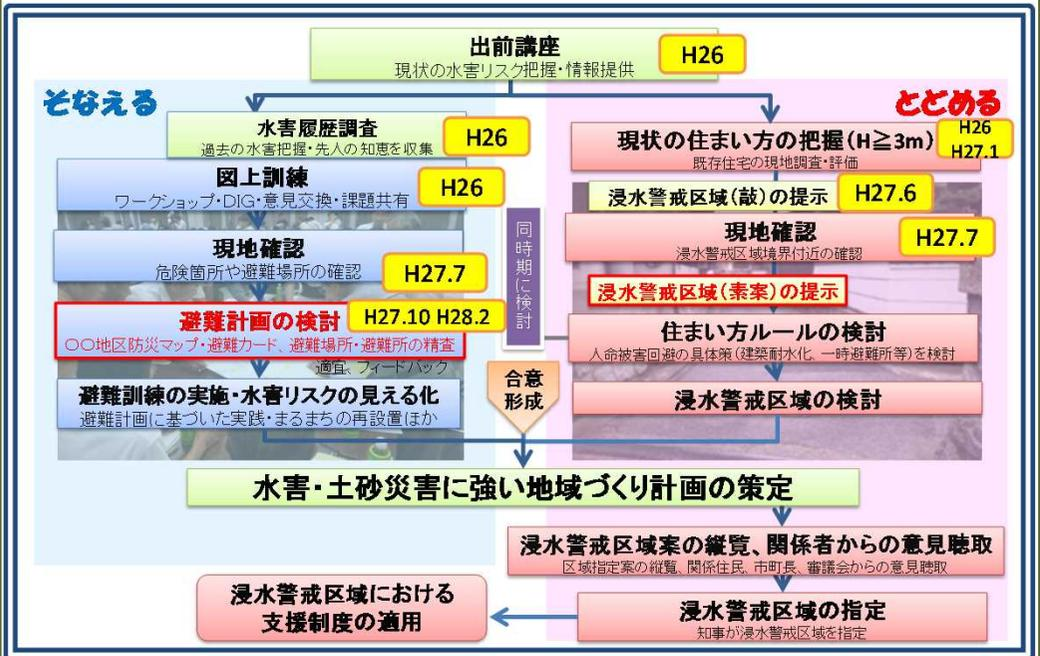 出前講座
現状の水害リスク把握・情報提供
H26
そなえる
水害履歴調査
過去の水害把握・先人の知恵を収集
H26
図上訓練
ワークショップ・DIG・意見交換・課題共有
H26
現地確認
危険箇所や避難場所の確認
H27.7
避難計画の検討
H27.10 H28.2
〇〇地区防災マップ・避難カード、避難場所・避難所の精査
適宜、フィードバック
避難訓練の実施・水害リスクの見える化
避難計画に基づいた実践・まるまちの再設置ほか
とどめる
現状の住まい方の把握(H≧3m)
既存住宅の現地調査・評価
H26
H27.1
浸水警戒区域(敲)の提示
H27.6
現地確認
浸水警戒区域境界付近の確認
H27.7
浸水警戒区域(素案)の提示
住まい方ルールの検討
人命被害回避の具体策(建築耐水化、一時避難所等)を検討
浸水警戒区域の検討
同時期に検討
合意
形成
水害・土砂災害に強い地域づくり計画の策定
浸水警戒区域案の縦覧、関係者からの意見聴取
区域指定案の縦覧、関係住民、市町長、審議会からの意見聴取
浸水警戒区域の指定
知事が浸水警戒区域を指定
浸水警戒区域における
支援制度の適用